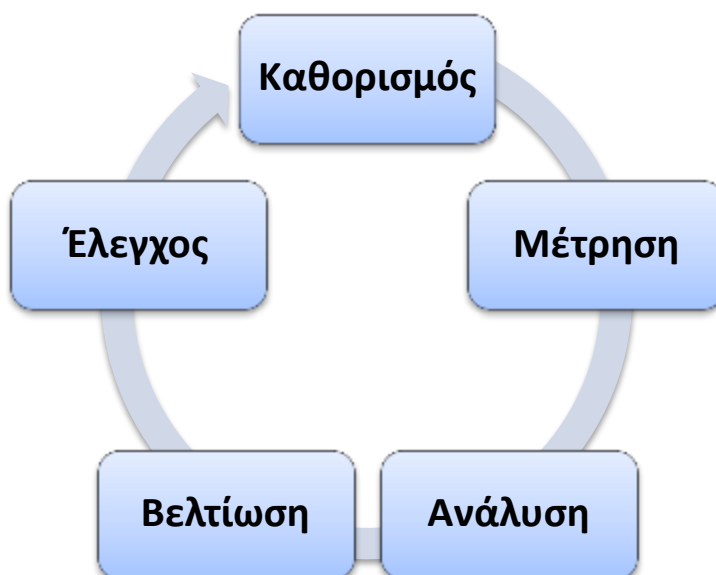 Καθορισμός
Μέτρηση
Ανάλυση
Βελτίωση
Έλεγχος